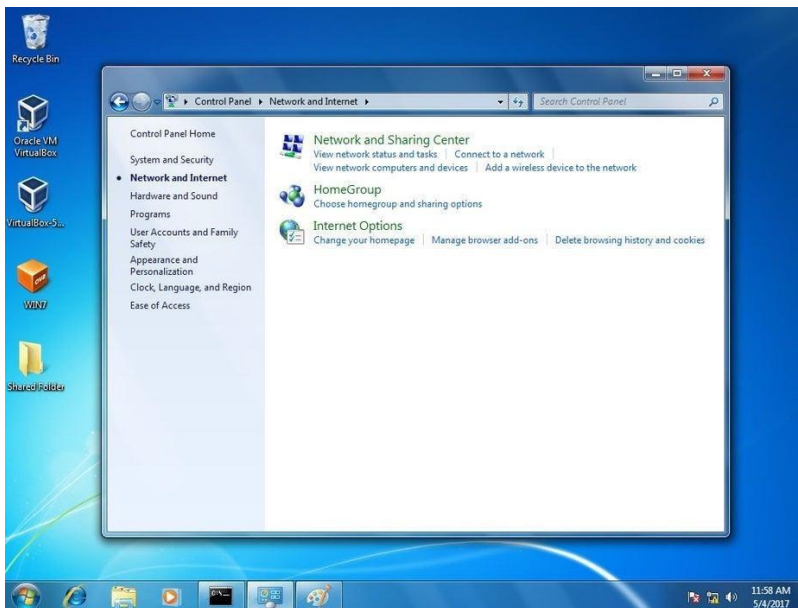 Recycle Bin
Oracle VM
VirtualBox
VirtualBox-5...
WIN7
Shared Folder
Control Panel
Network and Internet
Search Control Panel
Control Panel Home
System and Security
Network and Internet
Hardware and Sound
Programs
User Accounts and Family
Safety
Appearance and
Personalization
Clock, Language, and Region
Ease of Access
Network and Sharing Center
View network status and tasks Connect to a network
View network computers and devices Add a wireless device to the network
HomeGroup
Choose homegroup and sharing options
Internet Options
Change your homepage Manage browser add-ons Delete browsing history and cookies
11:58 AM
5/4/2017